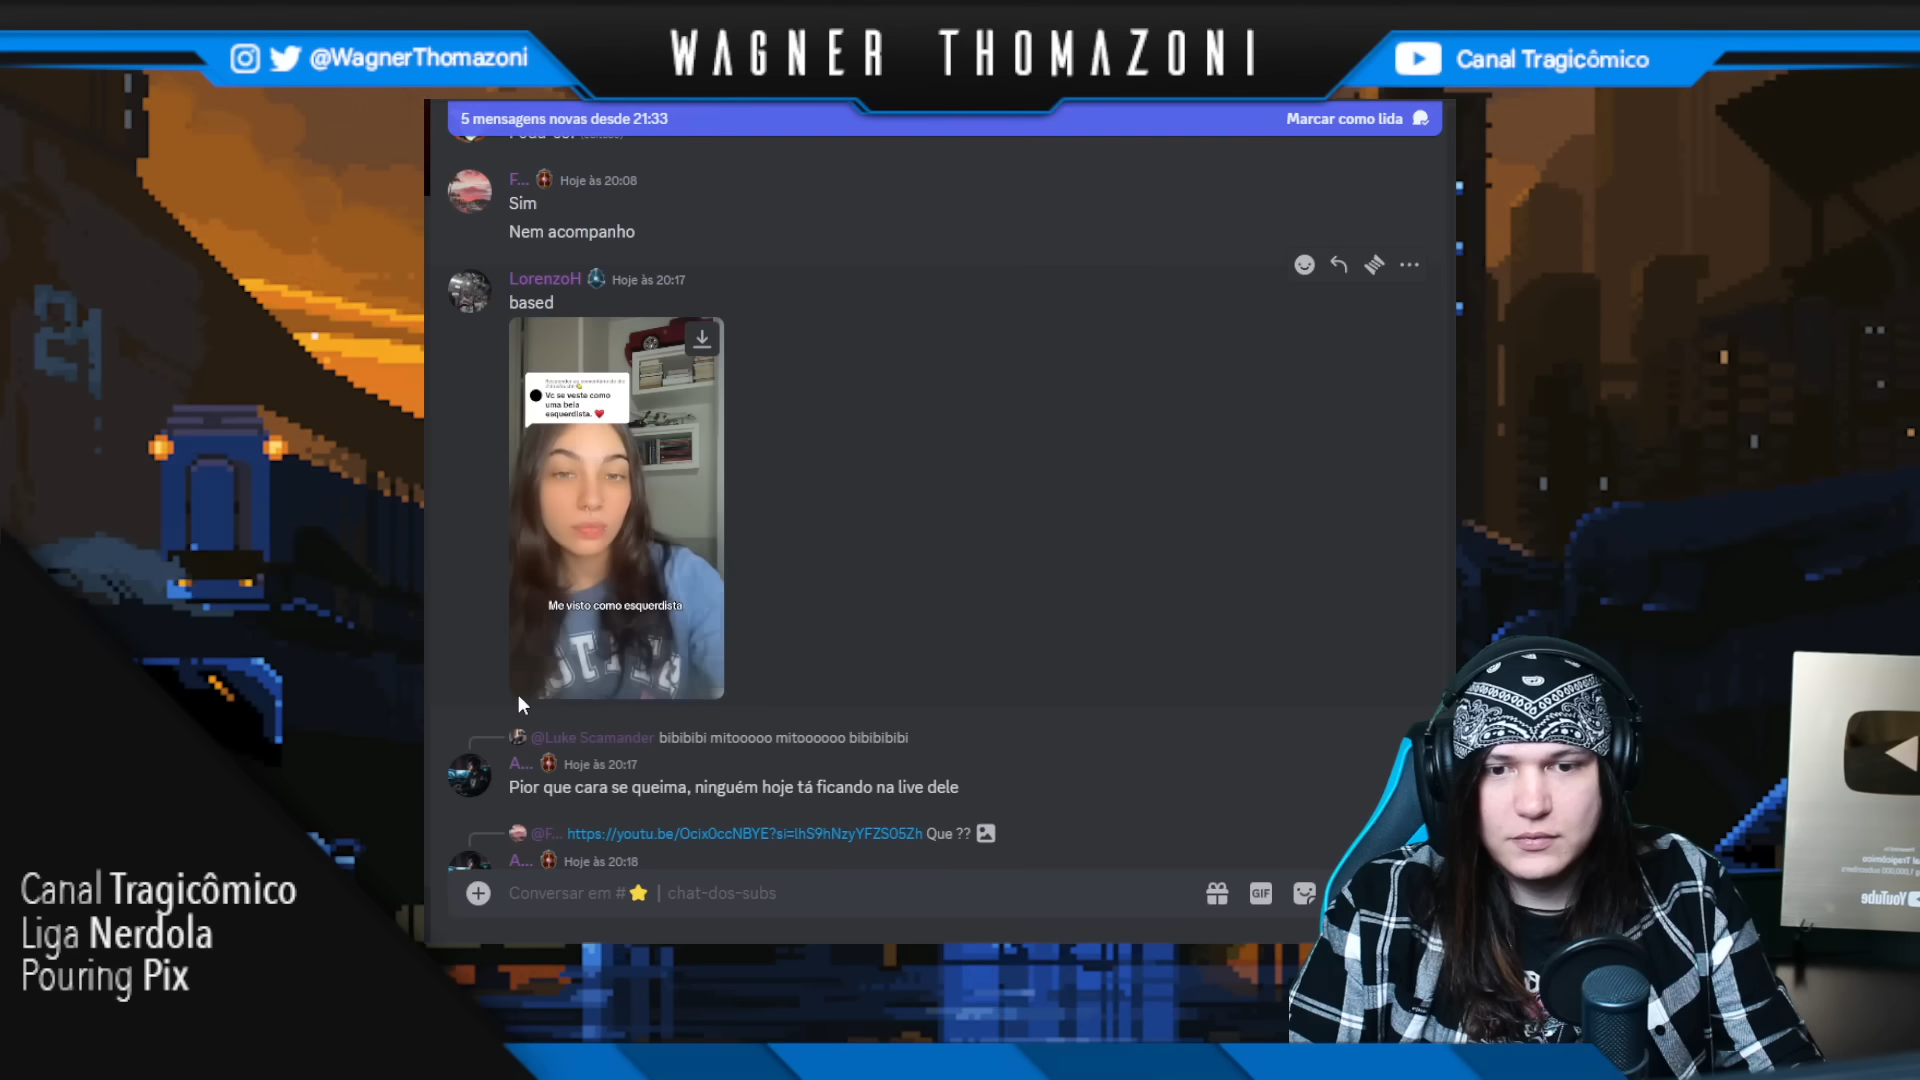 @WagnerThomazoni
WAGNER THOMAZONI
Canal Tragicômico
5 mensagens novas desde 21:33
Marcar como lida
F... Hoje às 20:08
Sim
Nem acompanho
LorenzoH Hoje às 20:17
based
Vc se veste como
uma bela
esquerdista. ❤️
Me visto como esquerdista
@Luke Scamander bibibibi mitooooo mitoooooo bibibibibi
A... Hoje às 20:17
Pior que cara se queima, ninguém hoje tá ficando na live dele
@F... https://youtu.be/Ocix0ccNBYE?si=lhS9hNzyYFZS05Zh Que ??
A... Hoje às 20:18
Conversar em #⭐ | chat-dos-subs
GIF
Canal Tragicômico
Liga Nerdola
Pouring Pix
YouTube